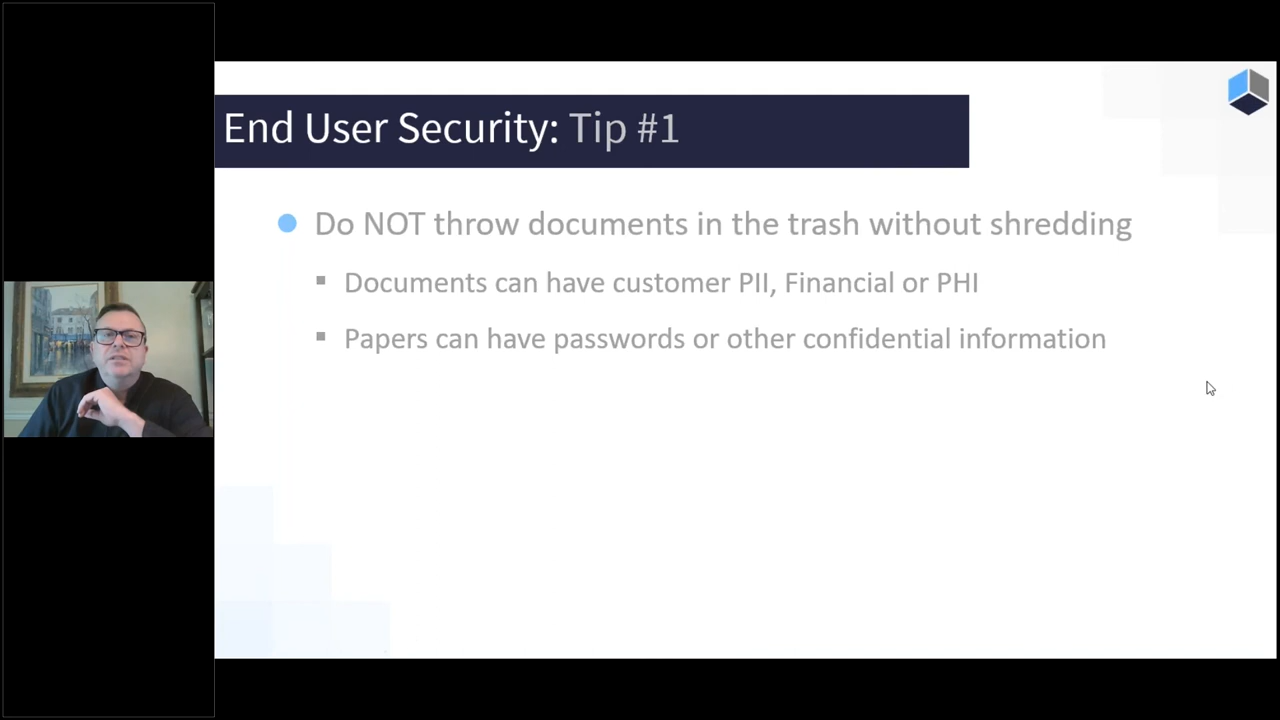 End User Security: Tip #1
Do NOT throw documents in the trash without shredding
Documents can have customer PII, Financial or PHI
Papers can have passwords or other confidential information